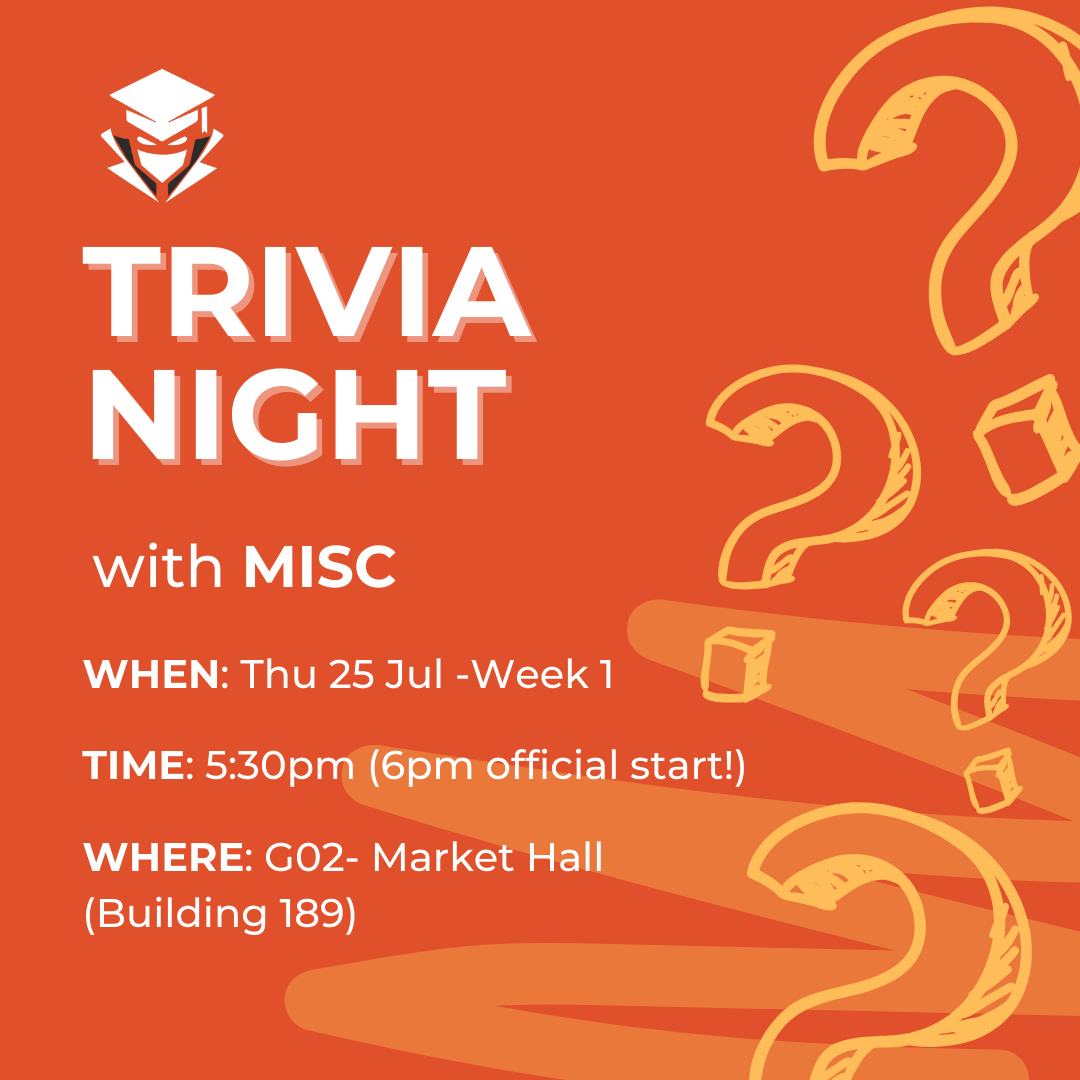 TRIVIA
NIGHT
with MISC
WHEN: Thu 25 Jul -Week 1
TIME: 5:30pm (6pm official start!)
WHERE: G02- Market Hall
(Building 189)